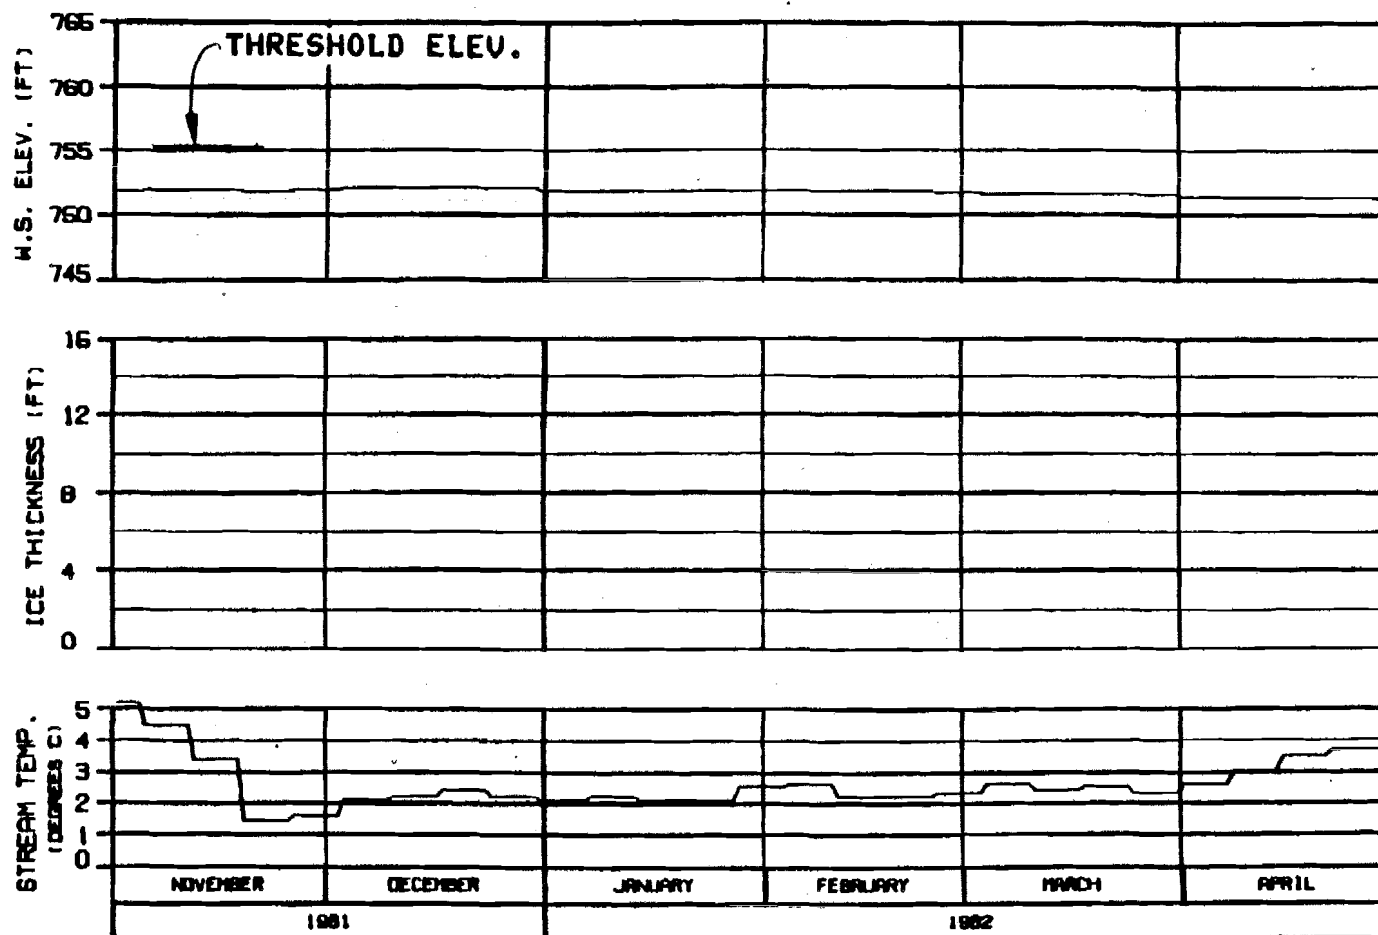 765
THRESHOLD ELEV.
760
755
750
745
W.S. ELEV. (FT)
16
12
8
4
0
ICE THICKNESS (FT)
5
4
3
2
1
0
STREAM TEMP.
(DEGREES C)
NOVEMBER DECEMBER JANUARY FEBRUARY MARCH APRIL
1981 1982